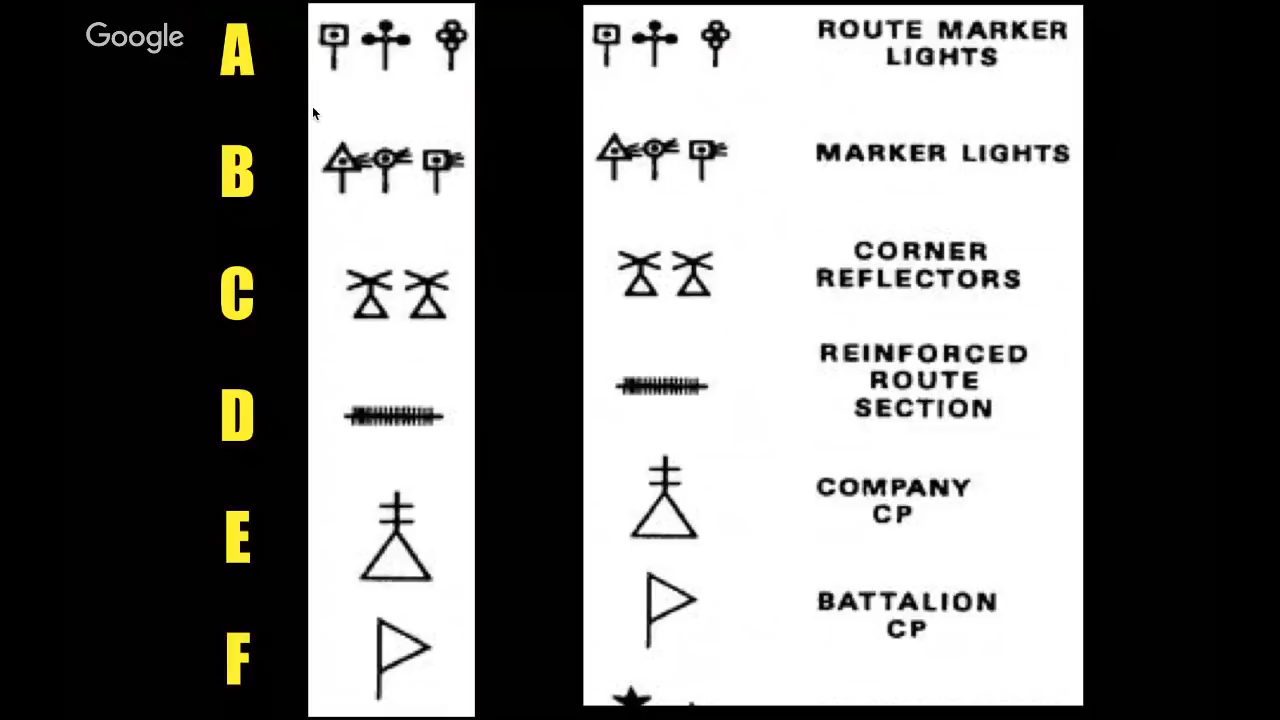 Google
A
ROUTE MARKER
LIGHTS
B
MARKER LIGHTS
C
CORNER
REFLECTORS
D
REINFORCED
ROUTE
SECTION
E
COMPANY
CP
F
BATTALION
CP